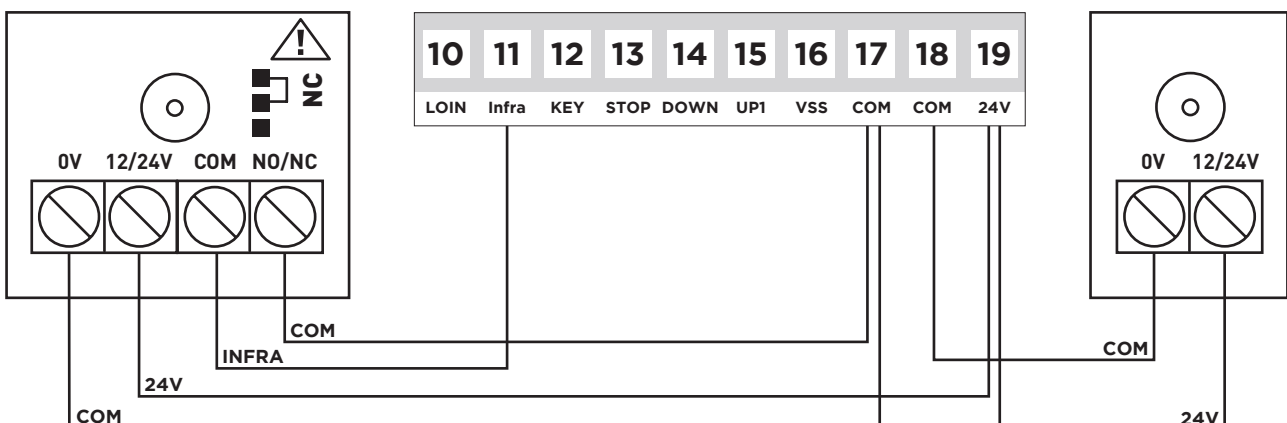 !
NC
0V 12/24V COM NO/NC
10 11 12 13 14 15 16 17 18 19
LOIN Infra KEY STOP DOWN UP1 VSS COM COM 24V
0V 12/24V
COM
INFRA
24V
COM
COM
24V